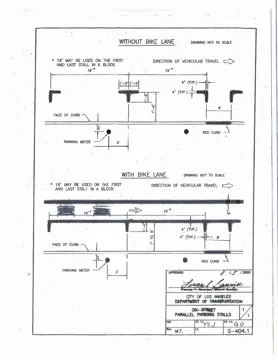 WITHOUT BIKE LANE
DRAWING NOT TO SCALE
* 18' MAY BE USED ON THE FIRST
AND LAST STALL IN A BLOCK
DIRECTION OF VEHICULAR TRAVEL
4" (TYP.)
4" (TYP.)
FACE OF CURB
PARKING METER
2'
RED CURB
WITH BIKE LANE
DRAWING NOT TO SCALE
* 18' MAY BE USED ON THE FIRST
AND LAST STALL IN A BLOCK
DIRECTION OF VEHICULAR TRAVEL
4" (TYP.)
4" (TYP.)
FACE OF CURB
PARKING METER
2'
RED CURB
APPROVED
CITY OF LOS ANGELES
DEPARTMENT OF TRANSPORTATION
ON-STREET
PARALLEL PARKING STALLS
1/1
M.T.
S-404.1